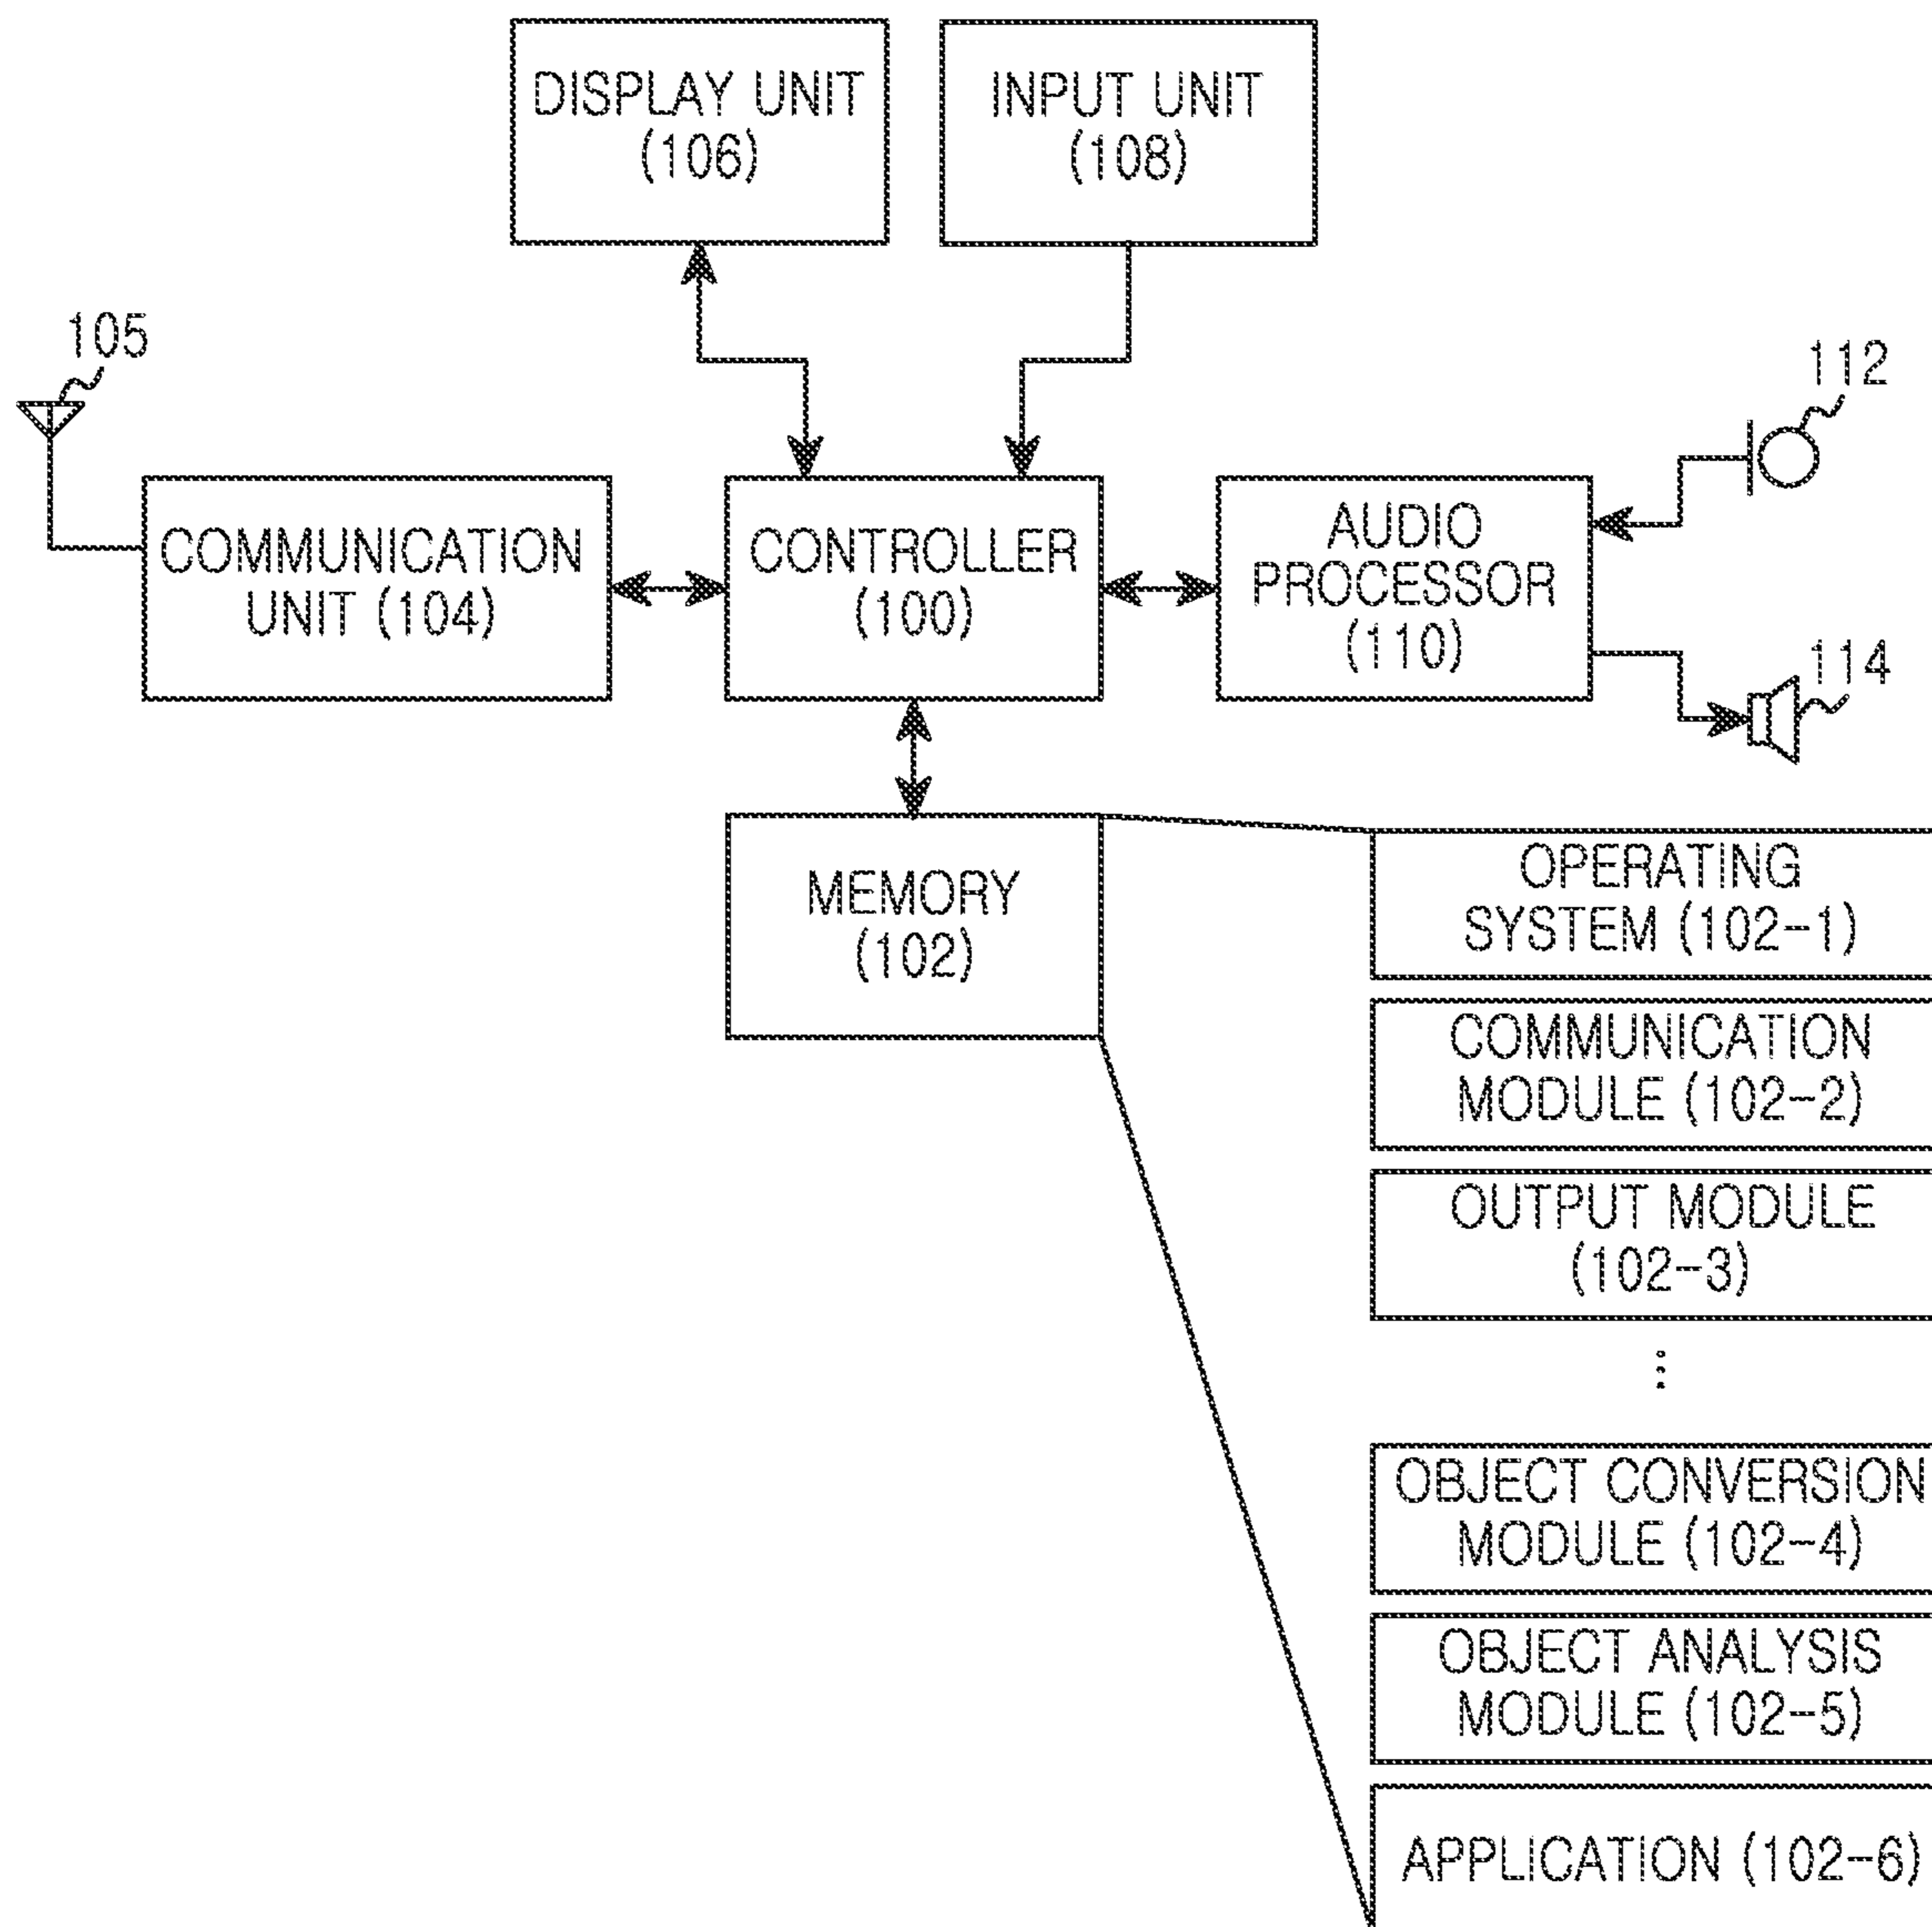 DISPLAY UNIT
(106)
INPUT UNIT
(108)
105
112
COMMUNICATION
UNIT (104)
CONTROLLER
(100)
AUDIO
PROCESSOR
(110)
114
MEMORY
(102)
OPERATING
SYSTEM (102-1)
COMMUNICATION
MODULE (102-2)
OUTPUT MODULE
(102-3)
⋮
OBJECT CONVERSION
MODULE (102-4)
OBJECT ANALYSIS
MODULE (102-5)
APPLICATION (102-6)